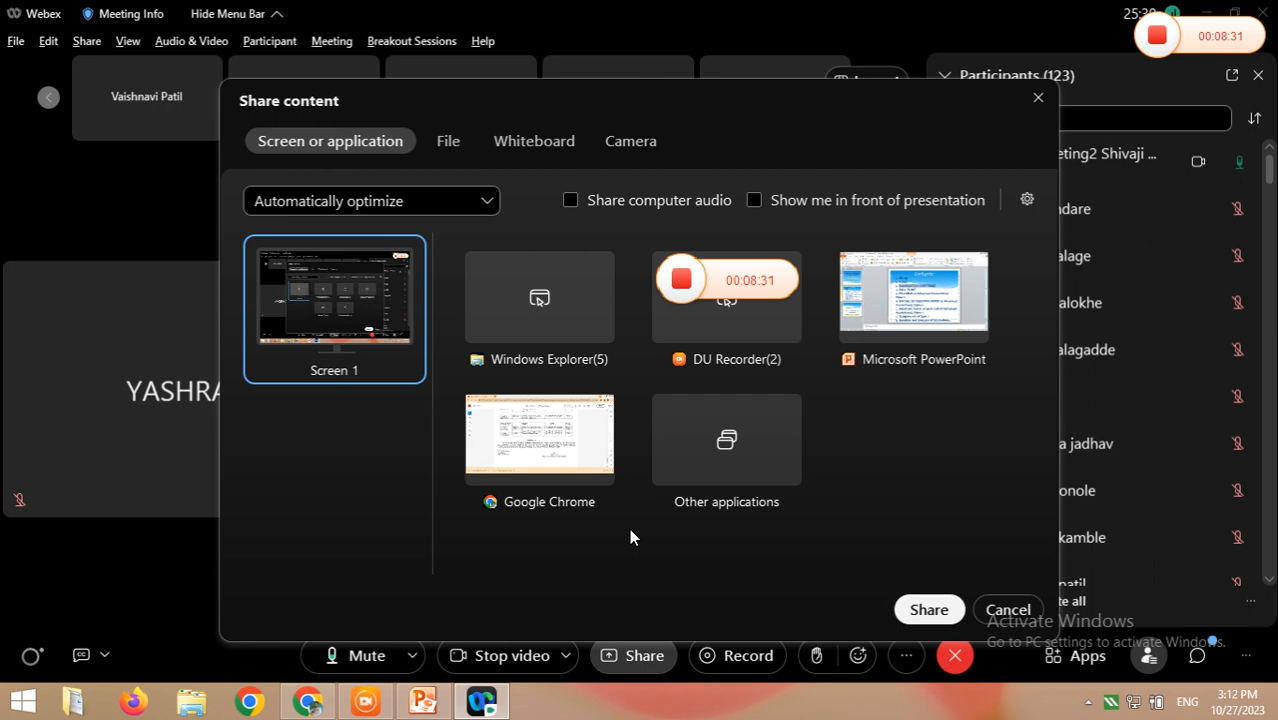 Webex Meeting Info Hide Menu Bar
File Edit Share View Audio & Video Participant Meeting Breakout Sessions Help
00:08:31
Vaishnavi Patil
Participants (123)
Share content
Screen or application File Whiteboard Camera
Automatically optimize
Share computer audio Show me in front of presentation
Screen 1
00:08:31
Windows Explorer(5)
DU Recorder(2)
Microsoft PowerPoint
Google Chrome
Other applications
Share Cancel
YASHRA
eting2 Shivaji ...
ndare
lage
alokhe
alagadde
a jadhav
onole
kamble
patil
te all
Activate Windows
Go to PC settings to activate Windows.
Mute Stop video Share Record
Apps
ENG
3:12 PM
10/27/2023